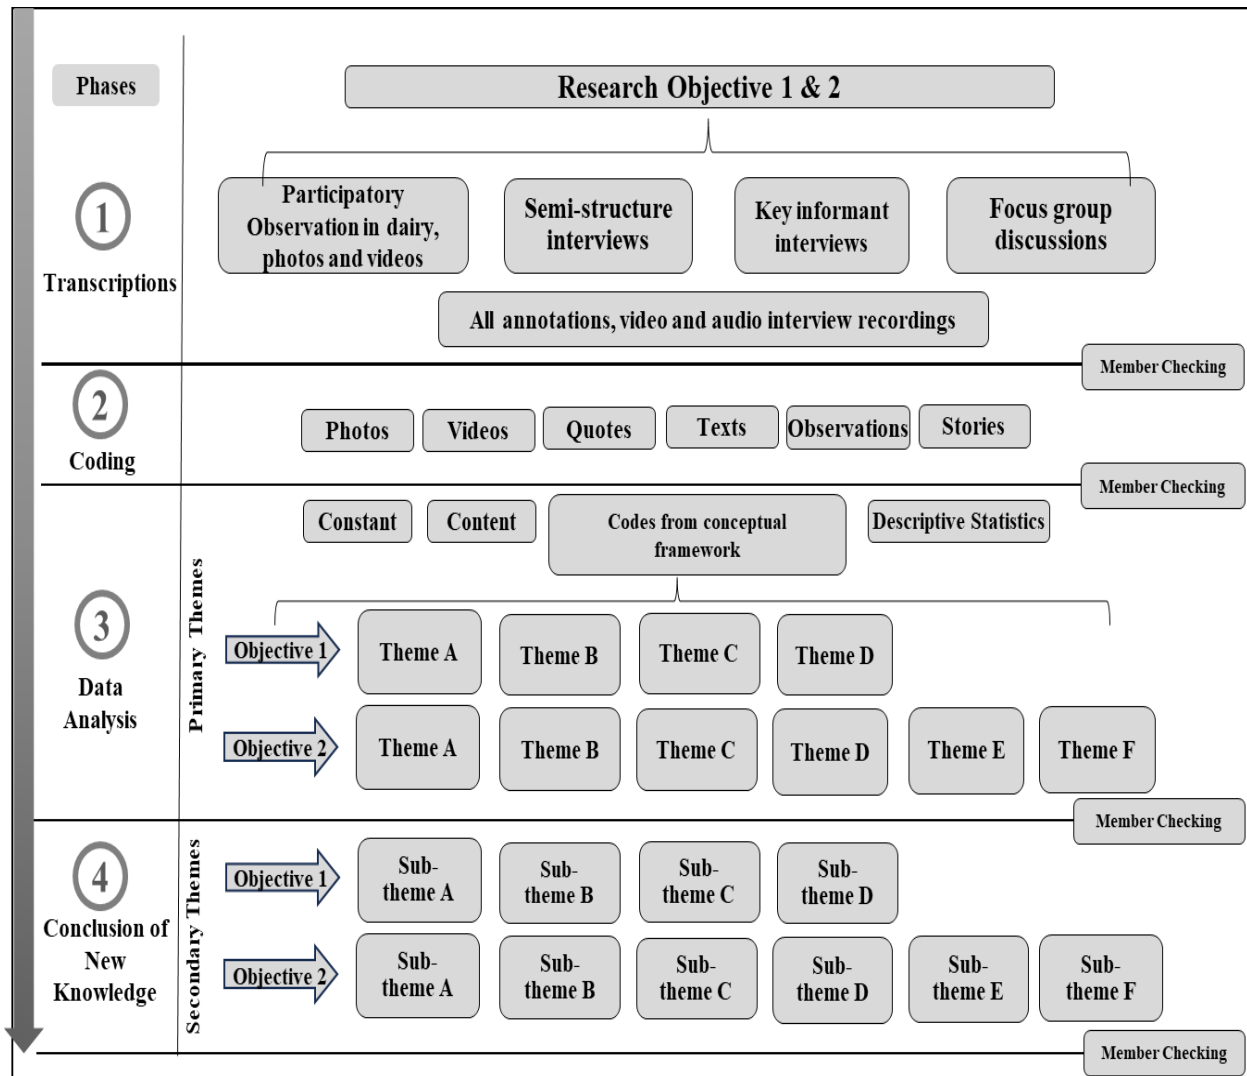 Phases
Research Objective 1 & 2
1
Transcriptions
Participatory
Observation in dairy,
photos and videos
Semi-structure
interviews
Key informant
interviews
Focus group
discussions
All annotations, video and audio interview recordings
Member Checking
2
Coding
Photos
Videos
Quotes
Texts
Observations
Stories
Member Checking
3
Data
Analysis
Primary Themes
Constant
Content
Codes from conceptual
framework
Descriptive Statistics
Objective 1
Theme A
Theme B
Theme C
Theme D
Objective 2
Theme A
Theme B
Theme C
Theme D
Theme E
Theme F
Member Checking
4
Conclusion of
New
Knowledge
Secondary Themes
Objective 1
Sub-
theme A
Sub-
theme B
Sub-
theme C
Sub-
theme D
Objective 2
Sub-
theme A
Sub-
theme B
Sub-
theme C
Sub-
theme D
Sub-
theme E
Sub-
theme F
Member Checking